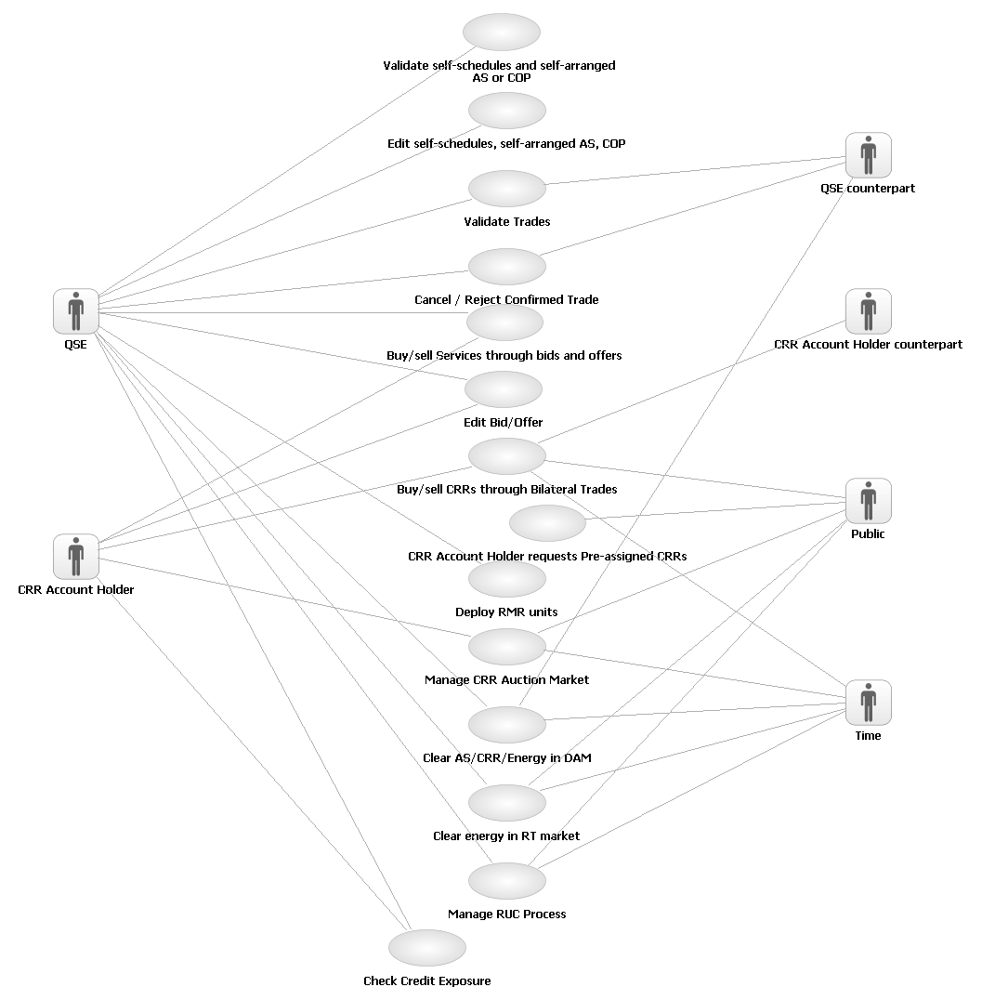 Validate self-schedules and self-arranged
AS or COP
Edit self-schedules, self-arranged AS, COP
QSE counterpart
Validate Trades
Cancel / Reject Confirmed Trade
QSE
CRR Account Holder counterpart
Buy/sell Services through bids and offers
Edit Bid/Offer
Buy/sell CRRs through Bilateral Trades
Public
CRR Account Holder requests Pre-assigned CRRs
CRR Account Holder
Deploy RMR units
Manage CRR Auction Market
Time
Clear AS/CRR/Energy in DAM
Clear energy in RT market
Manage RUC Process
Check Credit Exposure